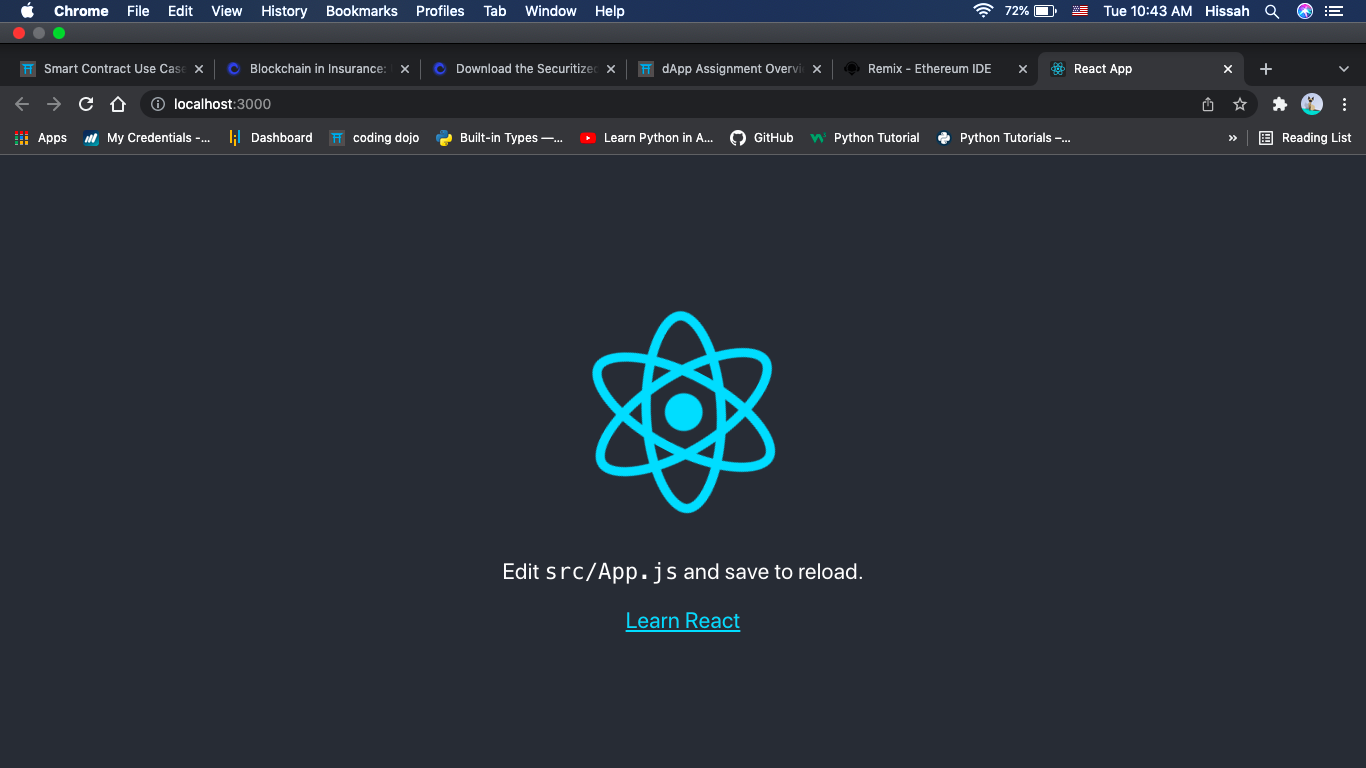 Chrome File Edit View History Bookmarks Profiles Tab Window Help 72% Tue 10:43 AM Hissah
Smart Contract Use Case Blockchain in Insurance: Download the Securitized dApp Assignment Overvi Remix - Ethereum IDE React App
localhost:3000
Apps My Credentials -... Dashboard coding dojo Built-in Types —... Learn Python in A... GitHub Python Tutorial Python Tutorials –... » Reading List
Edit src/App.js and save to reload.
Learn React